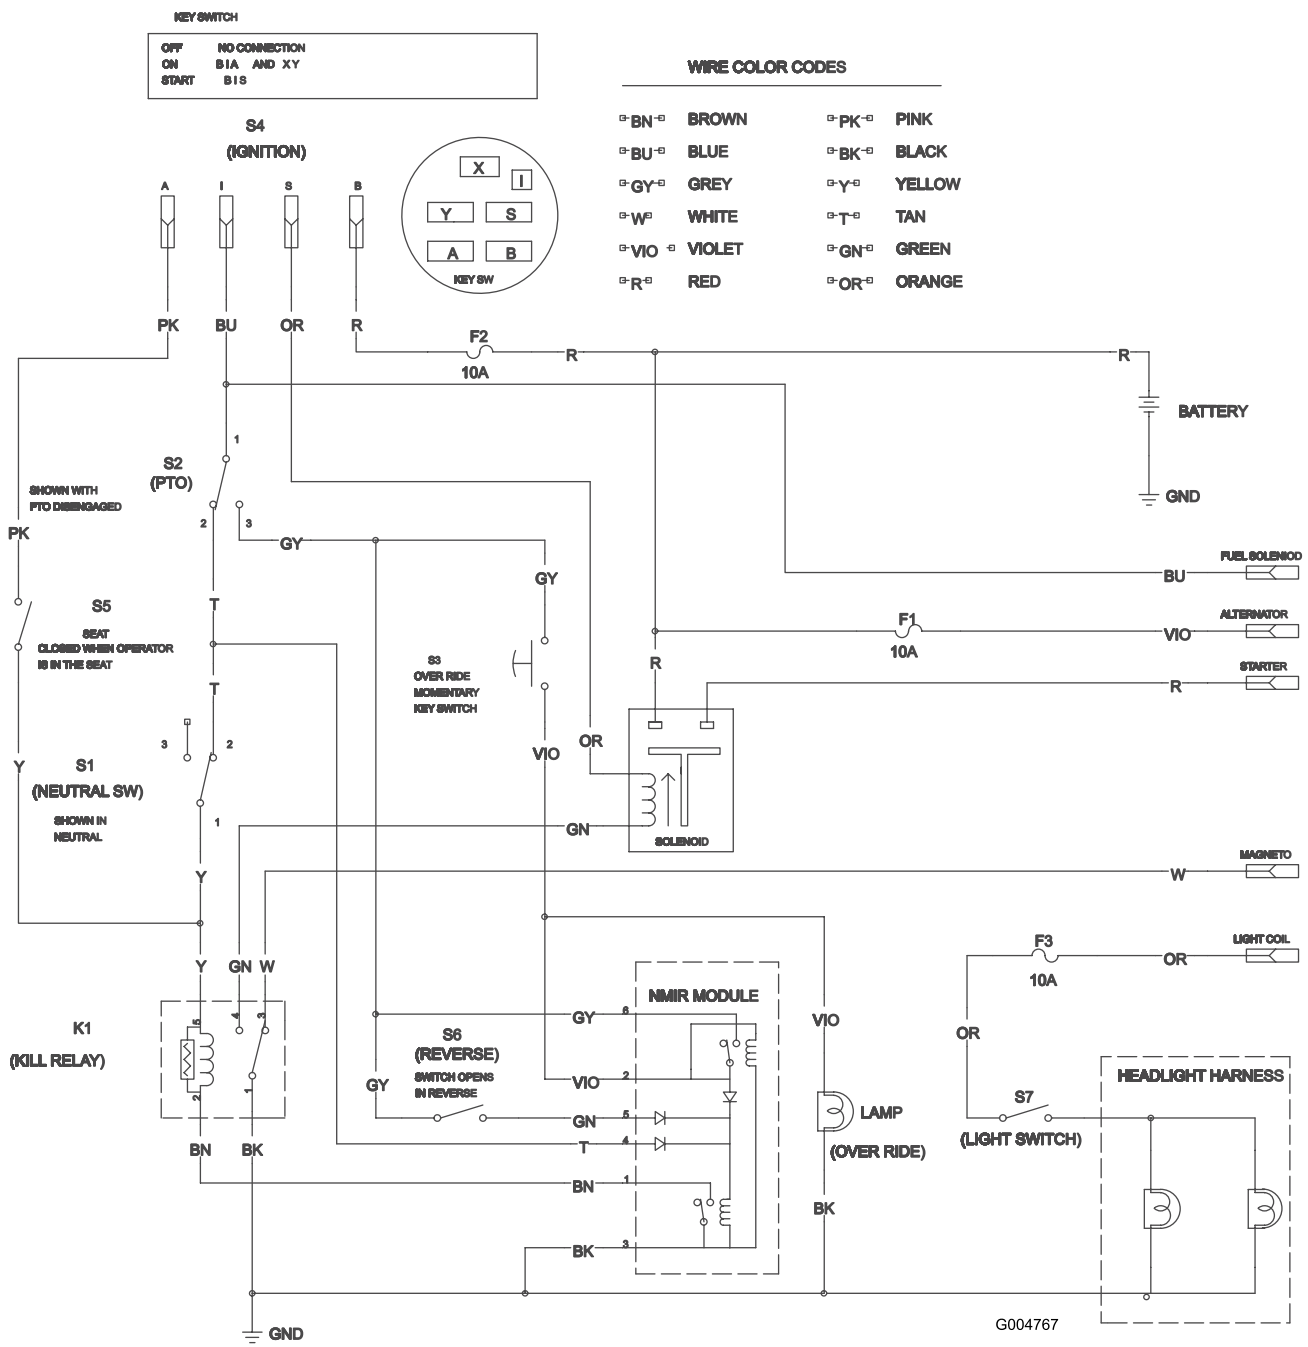 KEY SWITCH
OFF NO CONNECTION
ON B I A AND X Y
START B I S
S4
(IGNITION)
A I S B
X
I
Y S
A B
KEY SW
WIRE COLOR CODES
BN BROWN PK PINK
BU BLUE BK BLACK
GY GREY Y YELLOW
W WHITE T TAN
VIO VIOLET GN GREEN
R RED OR ORANGE
PK BU OR R
F2
10A
R
R
BATTERY
GND
1
S2
(PTO)
SHOWN WITH
PTO DISENGAGED
2 3
PK
GY
GY
FUEL SOLENIOD
BU
T
S5
SEAT
CLOSED WHEN OPERATOR
IS IN THE SEAT
ALTERNATOR
F1
10A
VIO
S3
OVER RIDE
MOMENTARY
KEY SWITCH
R
STARTER
R
T
3 2
S1
(NEUTRAL SW)
SHOWN IN
NEUTRAL
1
Y
VIO
OR
GN
SOLENOID
MAGNETO
W
Y
LIGHT COIL
F3
10A
OR
Y GN W
NMIR MODULE
K1
(KILL RELAY)
5 4 3
2 1
S6
(REVERSE)
SWITCH OPENS
IN REVERSE
GY 6
VIO 2
GY
GN 5
T 4
BN 1
BK 3
VIO
OR
HEADLIGHT HARNESS
LAMP
(OVER RIDE)
S7
(LIGHT SWITCH)
BN BK
BK
GND
G004767